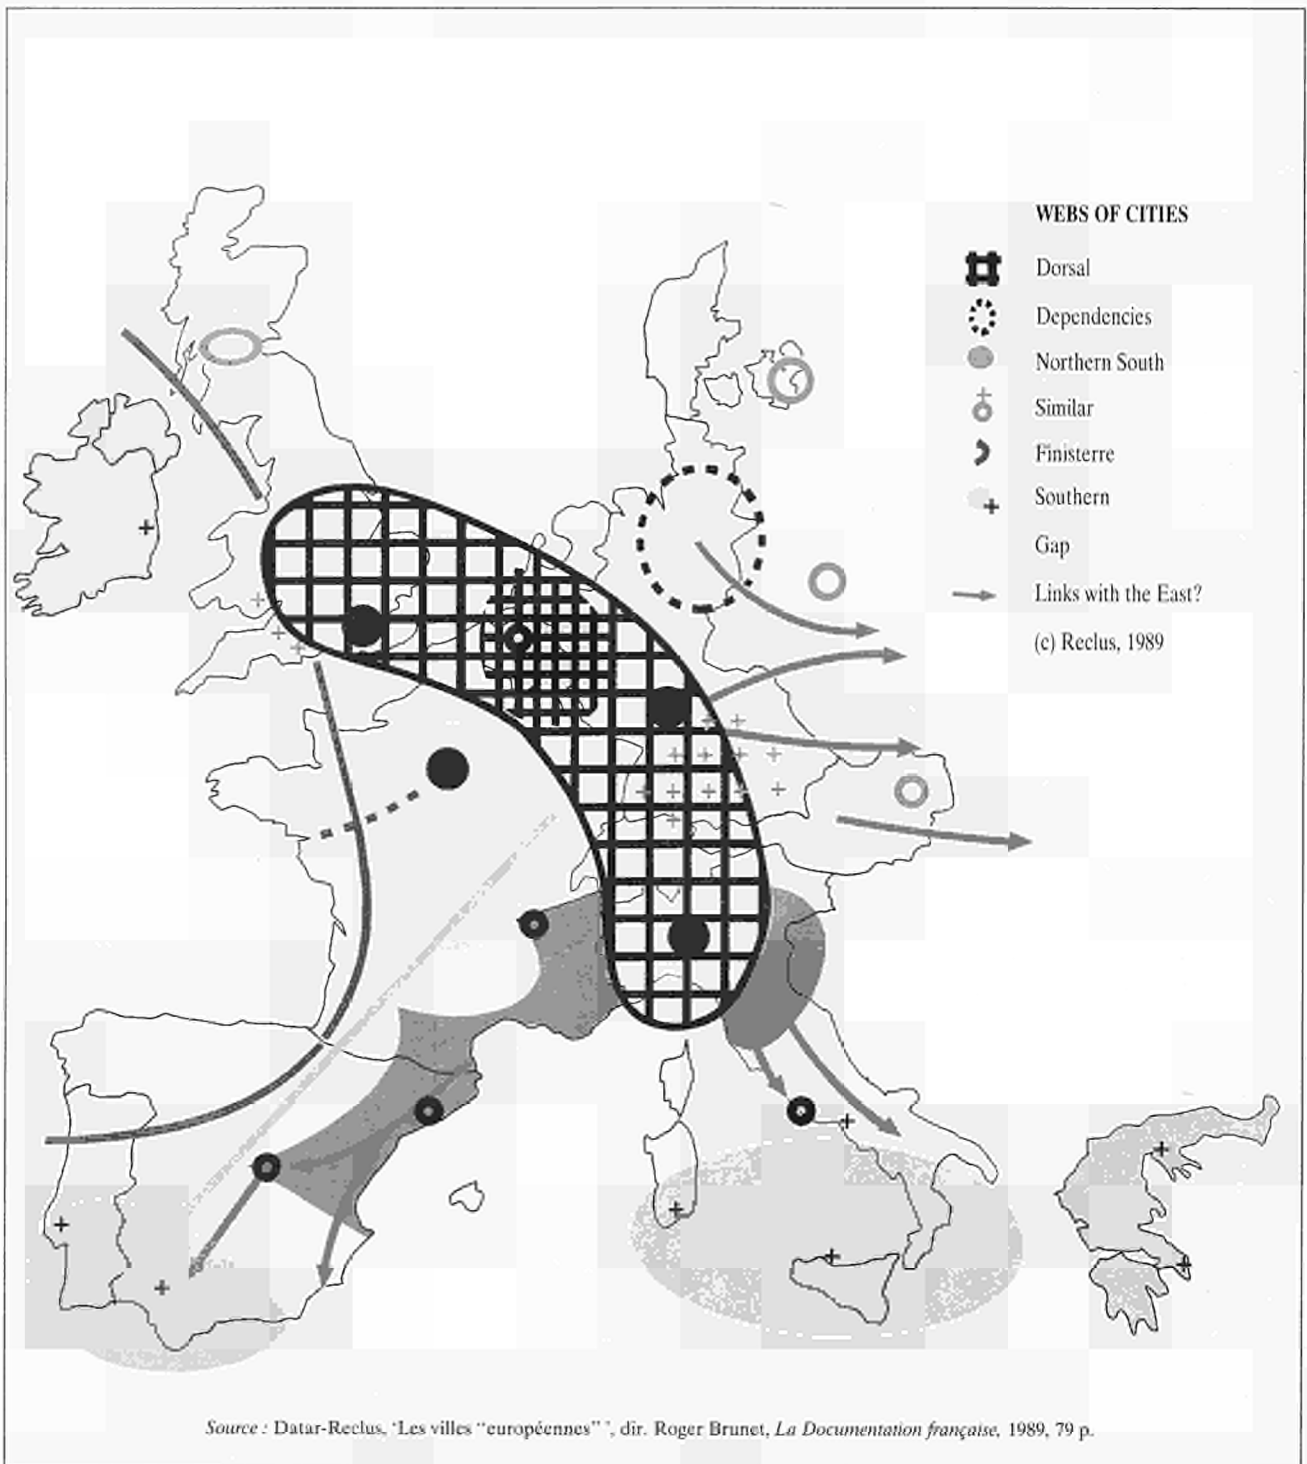 WEBS OF CITIES
Dorsal
Dependencies
Northern South
Similar
Finisterre
Southern
Gap
Links with the East?
(c) Reclus, 1989
Source : Datar-Reclus, 'Les villes "européennes" ', dir. Roger Brunet, La Documentation française, 1989, 79 p.